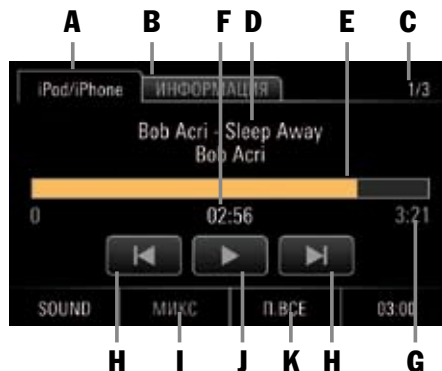 A B F D E C
iPod/iPhone ИНФОРМАЦИЯ 1/3
Bob Acri - Sleep Away
Bob Acri
0 02:56 3:21
SOUND МИКС П.ВСЕ 03:00
H I J K H G